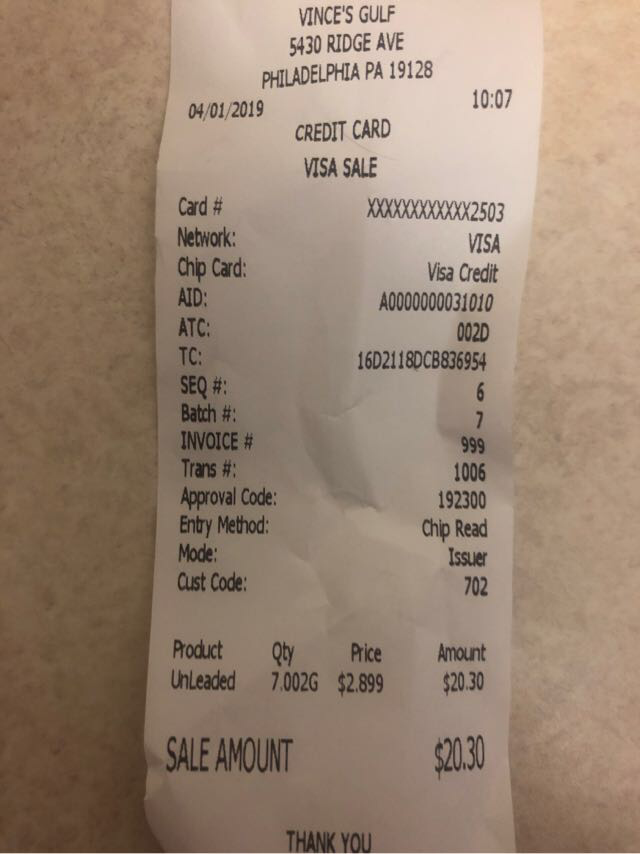 VINCE'S GULF
5430 RIDGE AVE
PHILADELPHIA PA 19128
04/01/2019 10:07
CREDIT CARD
VISA SALE
Card # XXXXXXXXXXXX2503
Network: VISA
Chip Card: Visa Credit
AID: A0000000031010
ATC: 002D
TC: 16D2118DCB836954
SEQ #: 6
Batch #: 7
INVOICE # 999
Trans #: 1006
Approval Code: 192300
Entry Method: Chip Read
Mode: Issuer
Cust Code: 702
Product Qty Price Amount
UnLeaded 7.002G $2.899 $20.30
SALE AMOUNT $20.30
THANK YOU